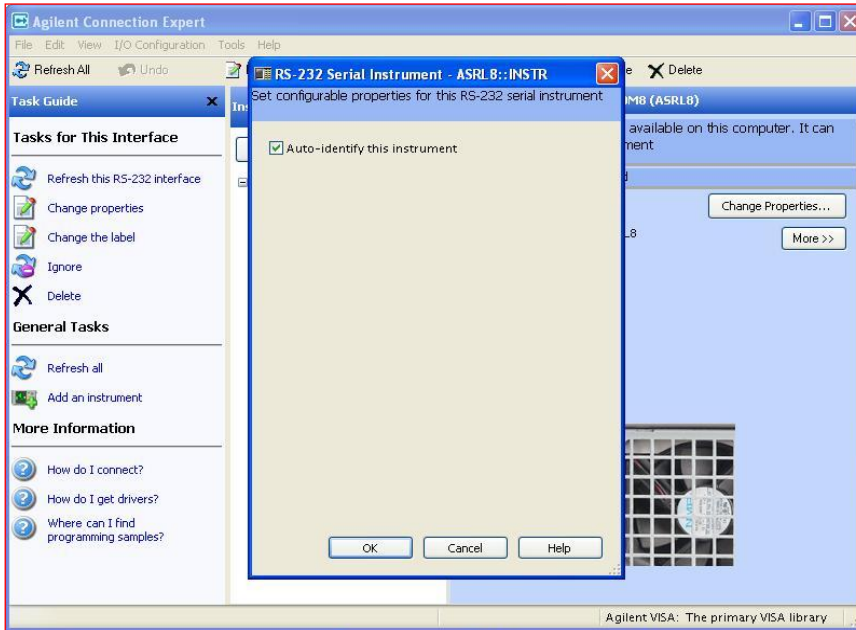 Agilent Connection Expert
File Edit View I/O Configuration Tools Help
Refresh All Undo Delete
Task Guide
Tasks for This Interface
Refresh this RS-232 interface
Change properties
Change the label
Ignore
Delete
General Tasks
Refresh all
Add an instrument
More Information
How do I connect?
How do I get drivers?
Where can I find
programming samples?
RS-232 Serial Instrument - ASRL8::INSTR
Set configurable properties for this RS-232 serial instrument
Auto-identify this instrument
OK Cancel Help
(ASRL8)
available on this computer. It can
Change Properties...
More >>
Agilent VISA: The primary VISA library